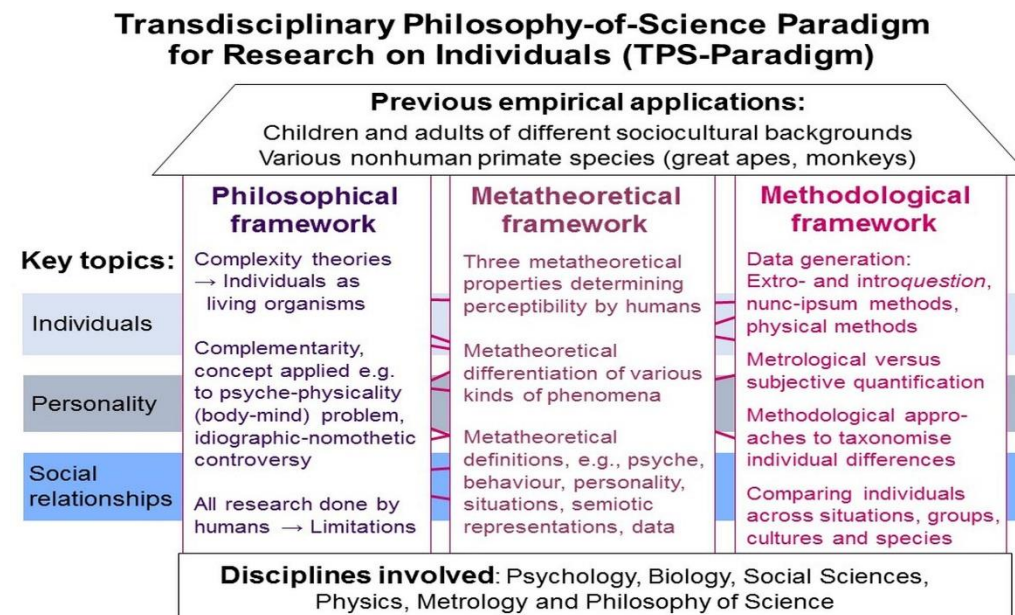 Transdisciplinary Philosophy-of-Science Paradigm
for Research on Individuals (TPS-Paradigm)
Previous empirical applications:
Children and adults of different sociocultural backgrounds
Various nonhuman primate species (great apes, monkeys)
Key topics:
Individuals
Personality
Social
relationships
Philosophical
framework
Complexity theories
→ Individuals as
living organisms
Complementarity,
concept applied e.g.
to psyche-physicality
(body-mind) problem,
idiographic-nomothetic
controversy
All research done by
humans → Limitations
Metatheoretical
framework
Three metatheoretical
properties determining
perceptibility by humans
Metatheoretical
differentiation of various
kinds of phenomena
Metatheoretical
definitions, e.g., psyche,
behaviour, personality,
situations, semiotic
representations, data
Methodological
framework
Data generation:
Extro- and introquestion,
nunc-ipsum methods,
physical methods
Metrological versus
subjective quantification
Methodological appro-
aches to taxonomise
individual differences
Comparing individuals
across situations, groups,
cultures and species
Disciplines involved: Psychology, Biology, Social Sciences,
Physics, Metrology and Philosophy of Science